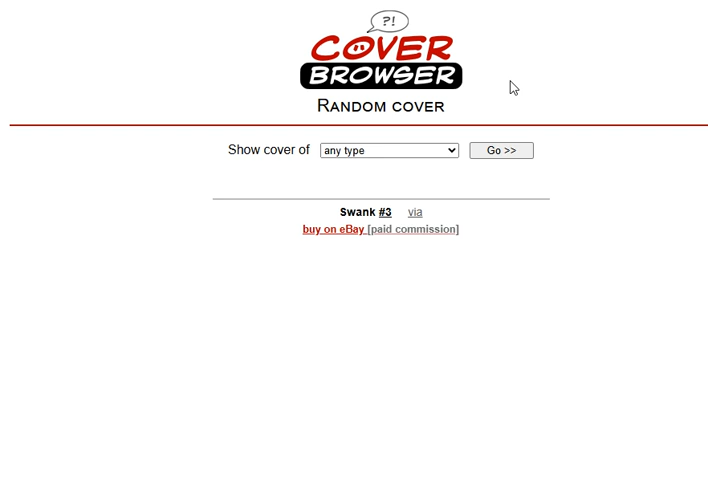 ?!
COVER
BROWSER
RANDOM COVER
Show cover of any type Go >>
Swank #3 via
buy on eBay [paid commission]